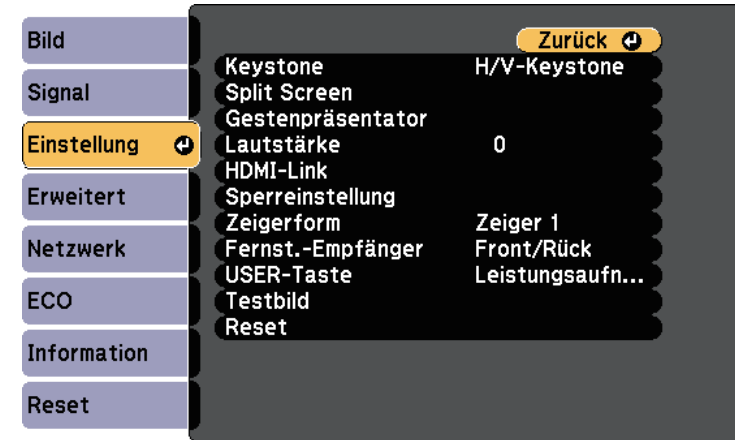 Bild
Signal
Einstellung
Erweitert
Netzwerk
ECO
Information
Reset
Zurück
Keystone H/V-Keystone
Split Screen
Gestenpräsentator
Lautstärke 0
HDMI-Link
Sperreinstellung
Zeigerform Zeiger 1
Fernst.-Empfänger Front/Rück
USER-Taste Leistungsaufn...
Testbild
Reset